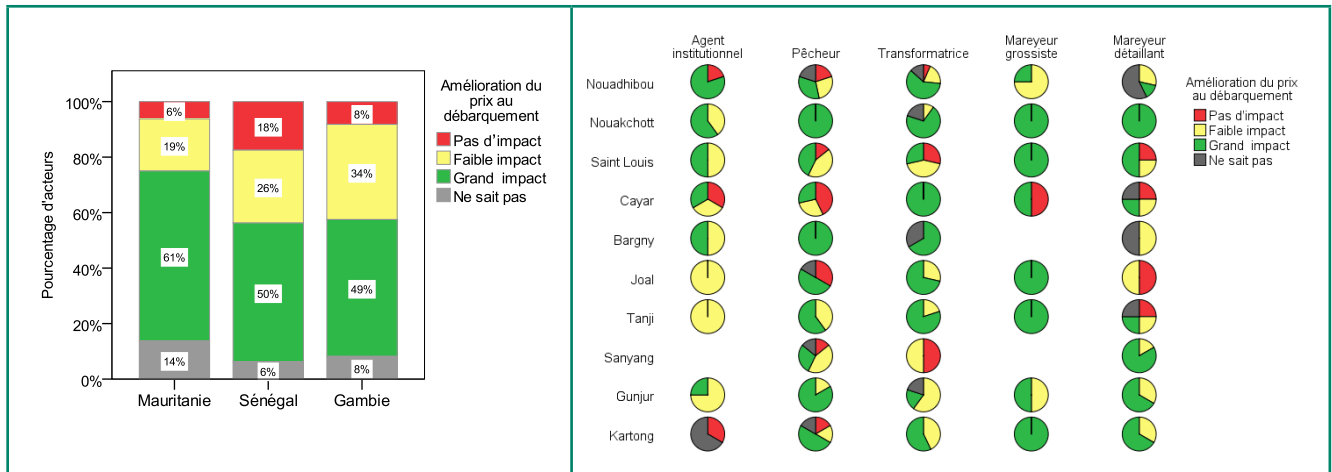 Pourcentage d'acteurs
100%
80%
60%
40%
20%
0%
6%
19%
61%
14%
18%
26%
50%
6%
8%
34%
49%
8%
Mauritanie
Sénégal
Gambie
Amélioration du
prix au
débarquement
Pas d'impact
Faible impact
Grand impact
Ne sait pas
Agent
institutionnel
Pêcheur
Transformatrice
Mareyeur
grossiste
Mareyeur
détaillant
Nouadhibou
Nouakchott
Saint Louis
Cayar
Bargny
Joal
Tanji
Sanyang
Gunjur
Kartong
Amélioration du prix
au débarquement
Pas d'impact
Faible impact
Grand impact
Ne sait pas